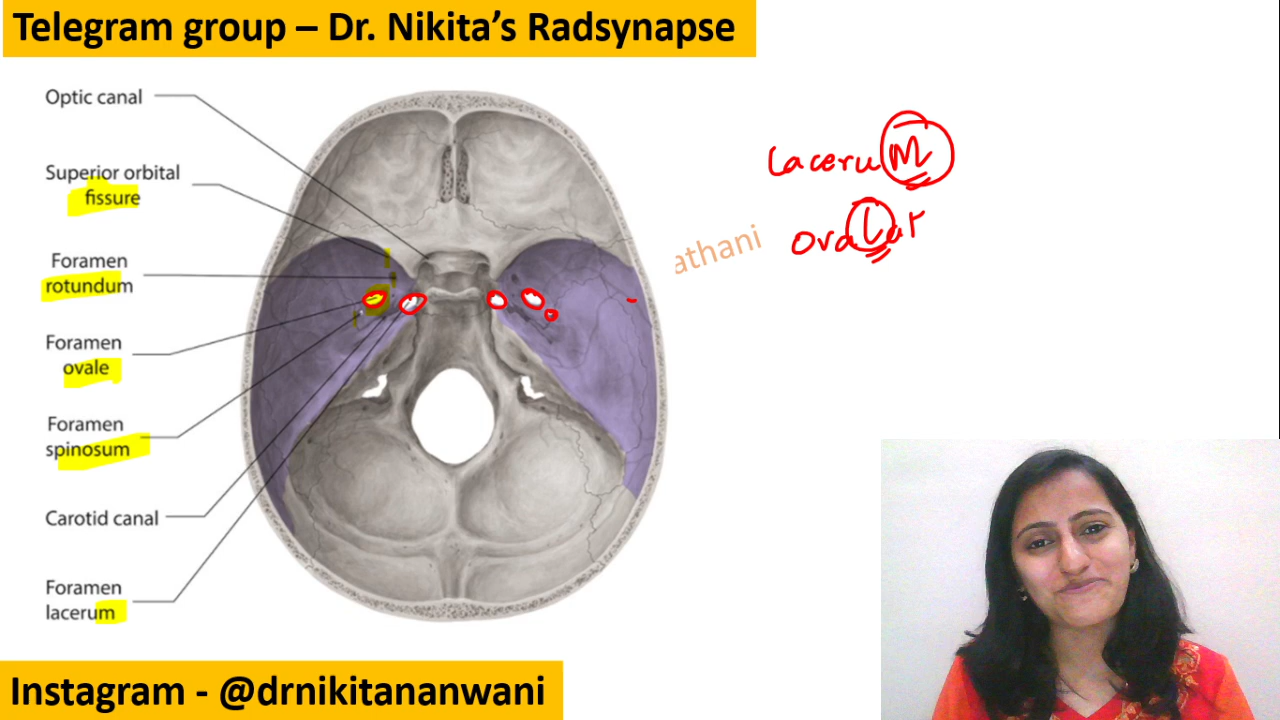 Telegram group – Dr. Nikita’s Radsynapse
Optic canal
Superior orbital
fissure
Foramen
rotundum
Foramen
ovale
Foramen
spinosum
Carotid canal
Foramen
lacerum
LaceruM
ovaLar
athani
Instagram - @drnikitananwani